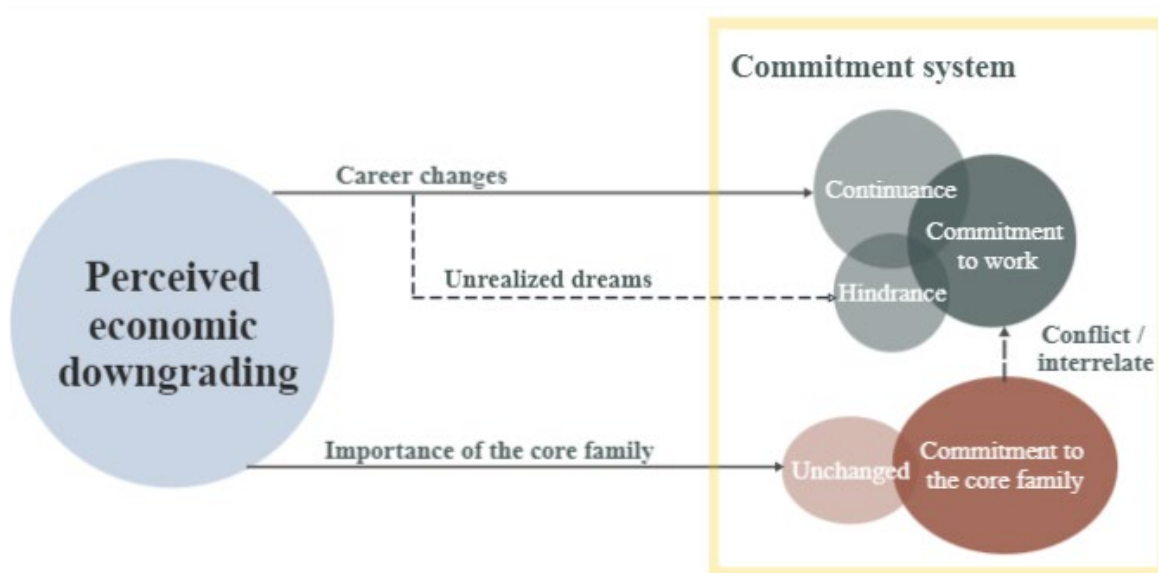 Commitment system
Career changes
Continuance
Commitment
to work
Perceived
economic
downgrading
Unrealized dreams
Hindrance
Conflict /
interrelate
Importance of the core family
Unchanged
Commitment to
the core family